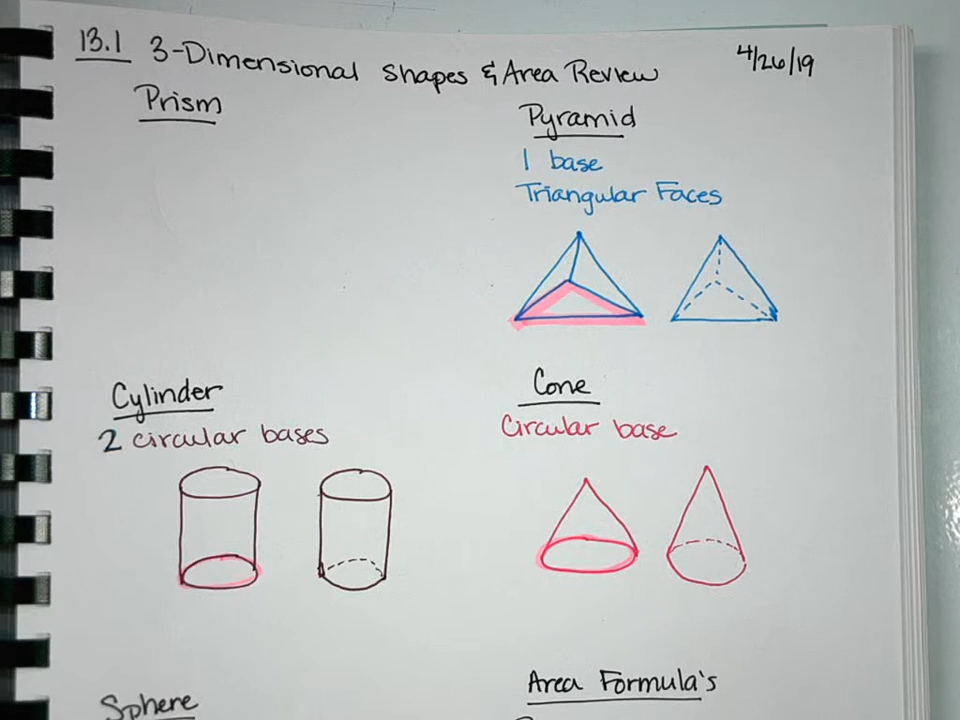 13.1 3-Dimensional Shapes & Area Review 4/26/19
Prism
Pyramid
1 base
Triangular Faces
Cylinder
2 circular bases
Cone
Circular base
Sphere
Area Formula's